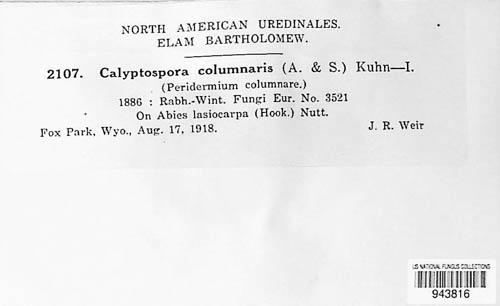 NORTH AMERICAN UREDINALES.
ELAM BARTHOLOMEW.
2107. Calyptospora columnaris (A. & S.) Kuhn—I.
(Peridermium columnare.)
1886 : Rabh.-Wint. Fungi Eur. No. 3521
On Abies lasiocarpa (Hook.) Nutt.
Fox Park, Wyo., Aug. 17, 1918. J. R. Weir
US NATIONAL FUNGUS COLLECTIONS
943816